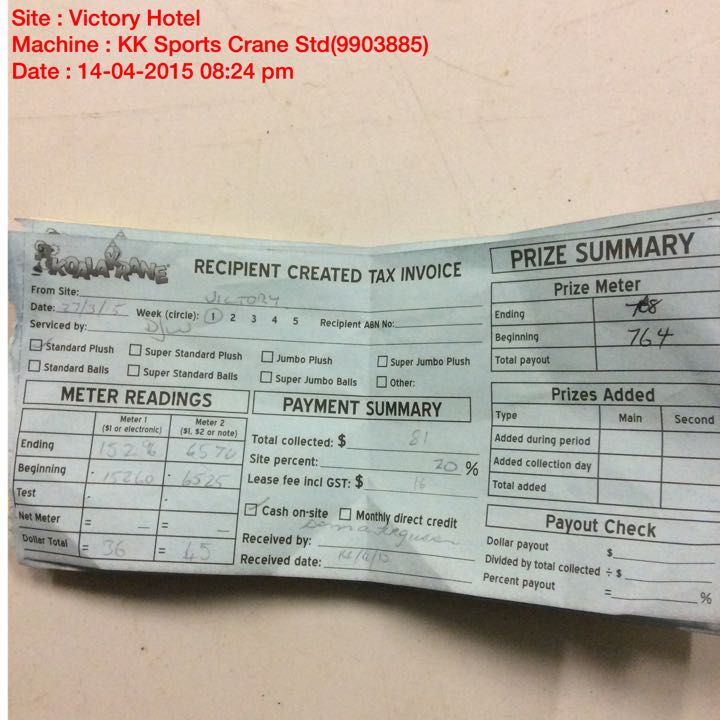 Site : Victory Hotel
Machine : KK Sports Crane Std(9903885)
Date : 14-04-2015 08:24 pm
KOALA KRANE
RECIPIENT CREATED TAX INVOICE
From Site: VICTORY
Date: 27/3/15 Week (circle): 1 2 3 4 5 Recipient ABN No:
Serviced by: DJW
Standard Plush Super Standard Plush Jumbo Plush Super Jumbo Plush
Standard Balls Super Standard Balls Super Jumbo Balls Other:
METER READINGS
Meter 1 ($1 or electronic) Meter 2 ($1, $2 or note)
Ending 15296 6570
Beginning - 15260 - 6525
Test - -
Net Meter = — = —
Dollar Total = 36 = 45
PAYMENT SUMMARY
Total collected: $ 81
Site percent: 20 %
Lease fee incl GST: $ 16
Cash on-site Monthly direct credit
Received by:
Received date:
PRIZE SUMMARY
Prize Meter
Ending
Beginning 764
Total payout
Prizes Added
Type Main Second
Added during period
Added collection day
Total added
Payout Check
Dollar payout $
Divided by total collected ÷ $
Percent payout = %